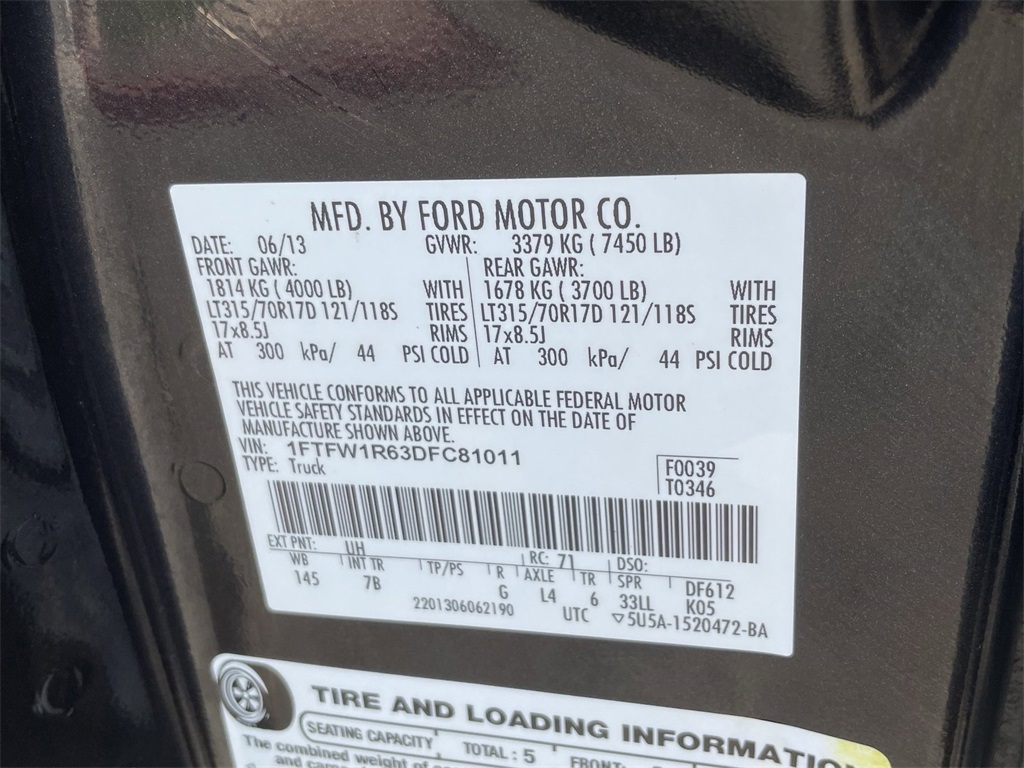 MFD. BY FORD MOTOR CO.
DATE: 06/13 GVWR: 3379 KG ( 7450 LB)
FRONT GAWR: REAR GAWR:
1814 KG ( 4000 LB) WITH 1678 KG ( 3700 LB) WITH
LT315/70R17D 121/118S TIRES LT315/70R17D 121/118S TIRES
17x8.5J RIMS 17x8.5J RIMS
AT 300 kPa/ 44 PSI COLD AT 300 kPa/ 44 PSI COLD
THIS VEHICLE CONFORMS TO ALL APPLICABLE FEDERAL MOTOR
VEHICLE SAFETY STANDARDS IN EFFECT ON THE DATE OF
MANUFACTURE SHOWN ABOVE.
VIN: 1FTFW1R63DFC81011 F0039
TYPE: Truck T0346
EXT PNT: UH RC: 71 DSO:
WB INT TR TP/PS R AXLE TR SPR DF612
145 7B G L4 6 33LL K05
2201306062190 UTC ▽5U5A-1520472-BA
TIRE AND LOADING INFORMATION
SEATING CAPACITY TOTAL : 5 FRONT:
The combined weight of